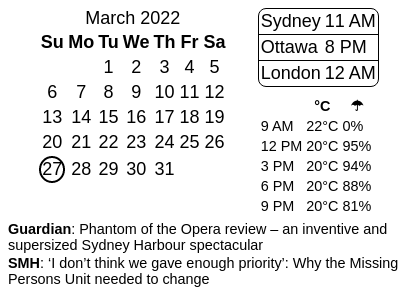 March 2022
Su Mo Tu We Th Fr Sa
1 2 3 4 5
6 7 8 9 10 11 12
13 14 15 16 17 18 19
20 21 22 23 24 25 26
27 28 29 30 31
Sydney 11 AM
Ottawa 8 PM
London 12 AM
°C ☂
9 AM 22°C 0%
12 PM 20°C 95%
3 PM 20°C 94%
6 PM 20°C 88%
9 PM 20°C 81%
Guardian: Phantom of the Opera review – an inventive and
supersized Sydney Harbour spectacular
SMH: ‘I don’t think we gave enough priority’: Why the Missing
Persons Unit needed to change